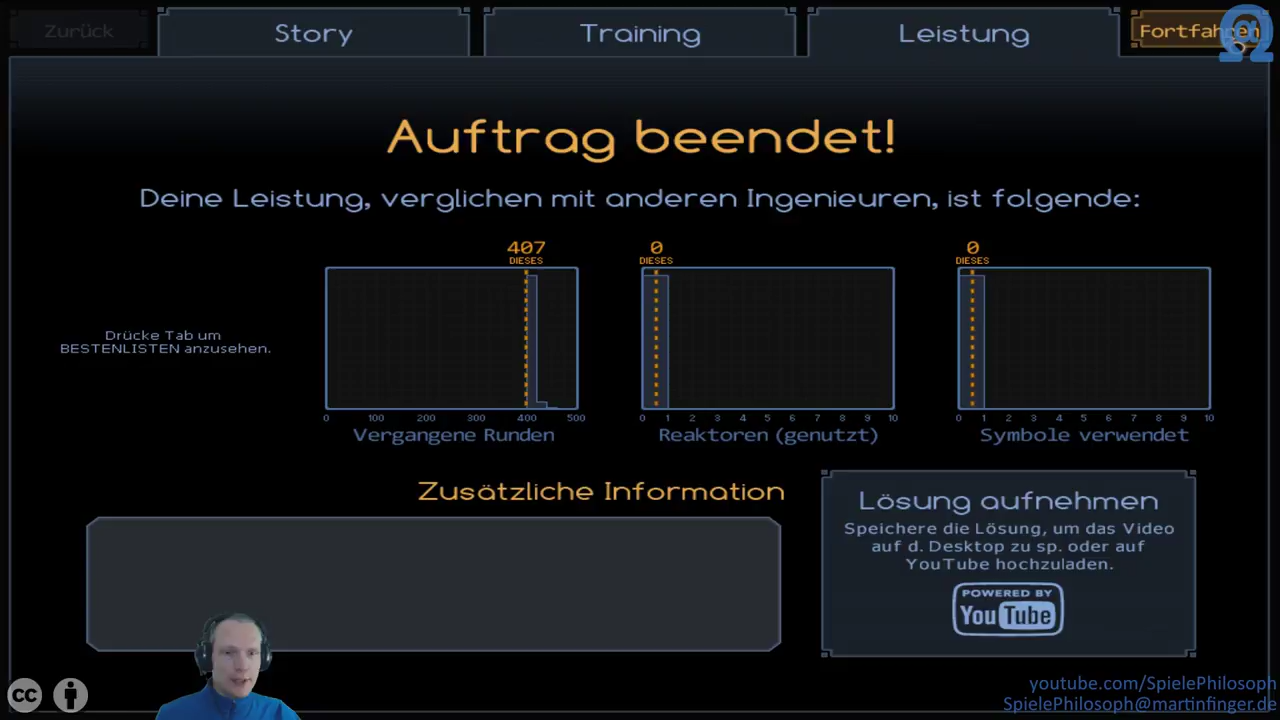 Zurück
Story
Training
Leistung
Fortfahren
Auftrag beendet!
Deine Leistung, verglichen mit anderen Ingenieuren, ist folgende:
407
DIESES
0
DIESES
0
DIESES
Drücke Tab um
BESTENLISTEN anzusehen.
0 100 200 300 400 500
0 1 2 3 4 5 6 7 8 9 10
0 1 2 3 4 5 6 7 8 9 10
Vergangene Runden
Reaktoren (genutzt)
Symbole verwendet
Zusätzliche Information
Lösung aufnehmen
Speichere die Lösung, um das Video
auf d. Desktop zu sp. oder auf
YouTube hochzuladen.
POWERED BY
YouTube
cc
youtube.com/SpielePhilosoph
SpielePhilosoph@martinfinger.de